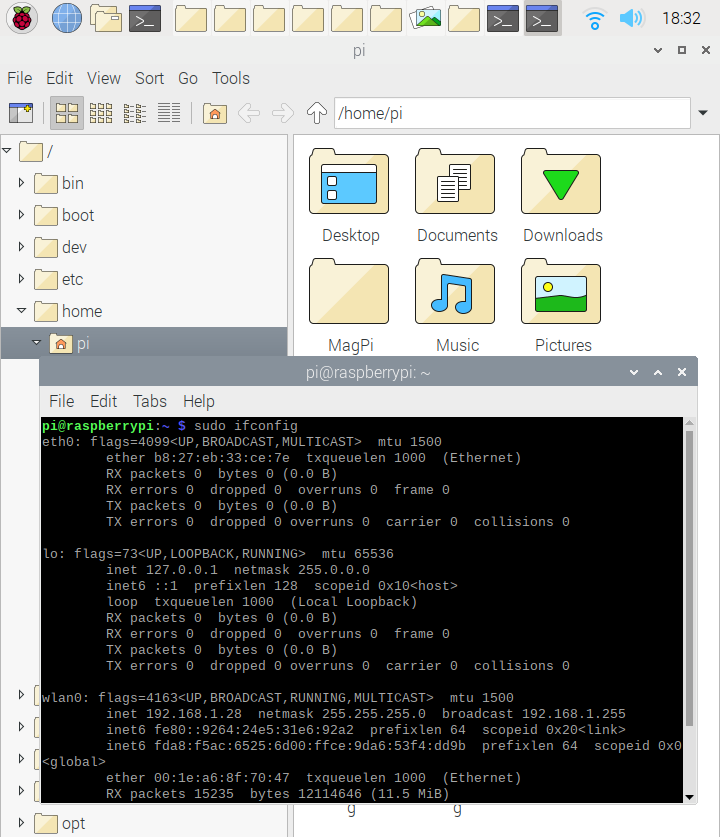 18:32
pi
File Edit View Sort Go Tools
/home/pi
/
bin
boot
dev
etc
home
pi
opt
Desktop Documents Downloads
MagPi Music Pictures
pi@raspberrypi: ~
File Edit Tabs Help
pi@raspberrypi:~ $ sudo ifconfig
eth0: flags=4099<UP,BROADCAST,MULTICAST>  mtu 1500
        ether b8:27:eb:33:ce:7e  txqueuelen 1000  (Ethernet)
        RX packets 0  bytes 0 (0.0 B)
        RX errors 0  dropped 0  overruns 0  frame 0
        TX packets 0  bytes 0 (0.0 B)
        TX errors 0  dropped 0 overruns 0  carrier 0  collisions 0
lo: flags=73<UP,LOOPBACK,RUNNING>  mtu 65536
        inet 127.0.0.1  netmask 255.0.0.0
        inet6 ::1  prefixlen 128  scopeid 0x10<host>
        loop  txqueuelen 1000  (Local Loopback)
        RX packets 0  bytes 0 (0.0 B)
        RX errors 0  dropped 0  overruns 0  frame 0
        TX packets 0  bytes 0 (0.0 B)
        TX errors 0  dropped 0 overruns 0  carrier 0  collisions 0
wlan0: flags=4163<UP,BROADCAST,RUNNING,MULTICAST>  mtu 1500
        inet 192.168.1.28  netmask 255.255.255.0  broadcast 192.168.1.255
        inet6 fe80::9264:24e5:31e6:92a2  prefixlen 64  scopeid 0x20<link>
        inet6 fda8:f5ac:6525:6d00:ffce:9da6:53f4:dd9b  prefixlen 64  scopeid 0x0
<global>
        ether 00:1e:a6:8f:70:47  txqueuelen 1000  (Ethernet)
        RX packets 15235  bytes 12114646 (11.5 MiB)